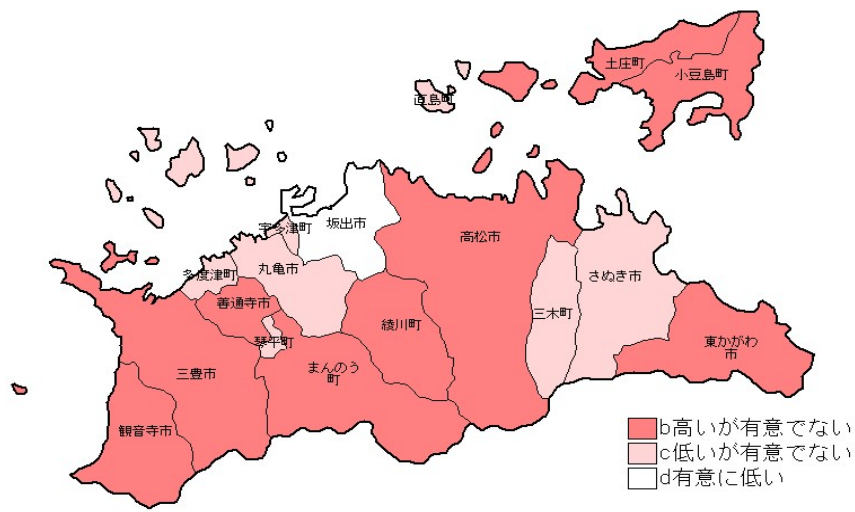 土庄町
小豆島町
直島町
宇多津町
坂出市
高松市
多度津町
丸亀市
さぬき市
善通寺市
綾川町
三木町
琴平町
東かがわ
市
三豊市
まんのう
町
観音寺市
b高いが有意でない
c低いが有意でない
d有意に低い